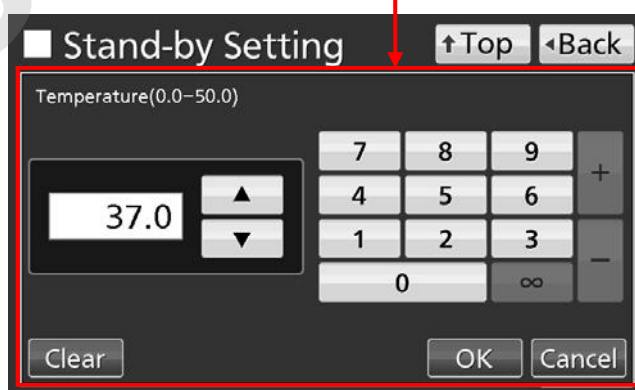 Stand-by Setting ↑Top ◂Back
Temperature(0.0–50.0)
7 8 9 +
37.0 ▲ 4 5 6
▼ 1 2 3 −
0 ∞
Clear OK Cancel